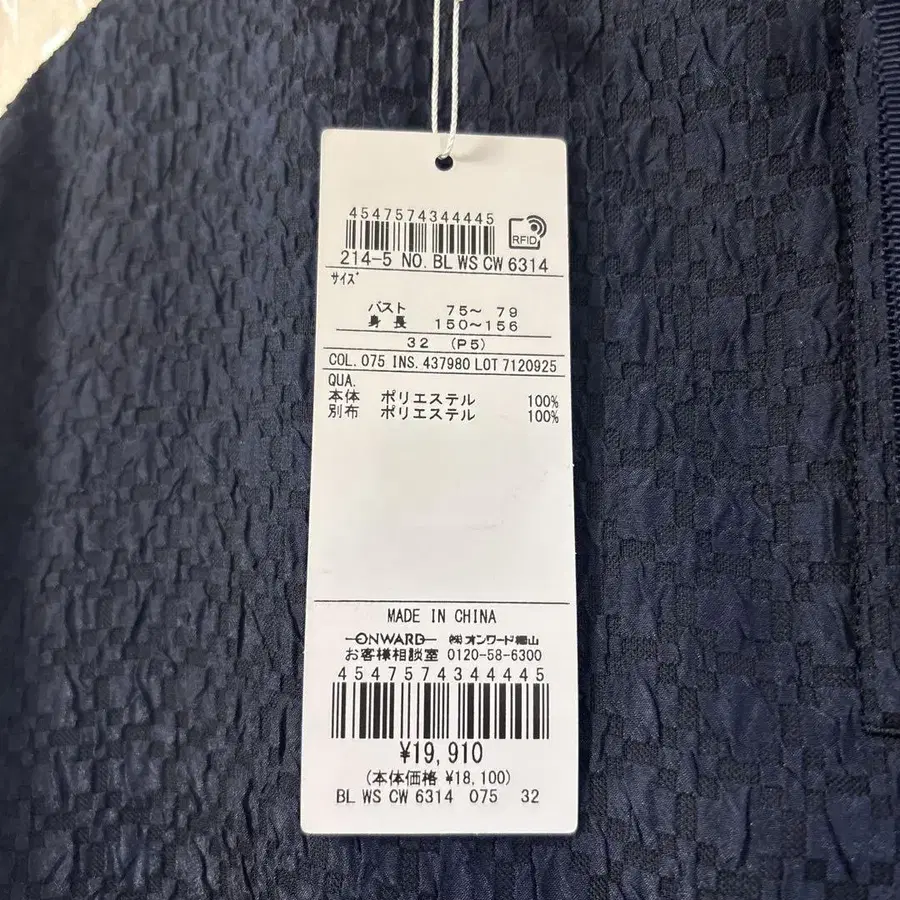 4547574344445
RFID
214-5 NO. BL WS CW 6314
サイズ
バスト 75～ 79
身 長 150～156
32 (P5)
COL. 075 INS. 437980 LOT 7120925
QUA.
本体 ポリエステル 100%
別布 ポリエステル 100%
MADE IN CHINA
ONWARD ㈱オンワード樫山
お客様相談室 0120-58-6300
4547574344445
¥19,910
(本体価格 ¥18,100)
BL WS CW 6314 075 32